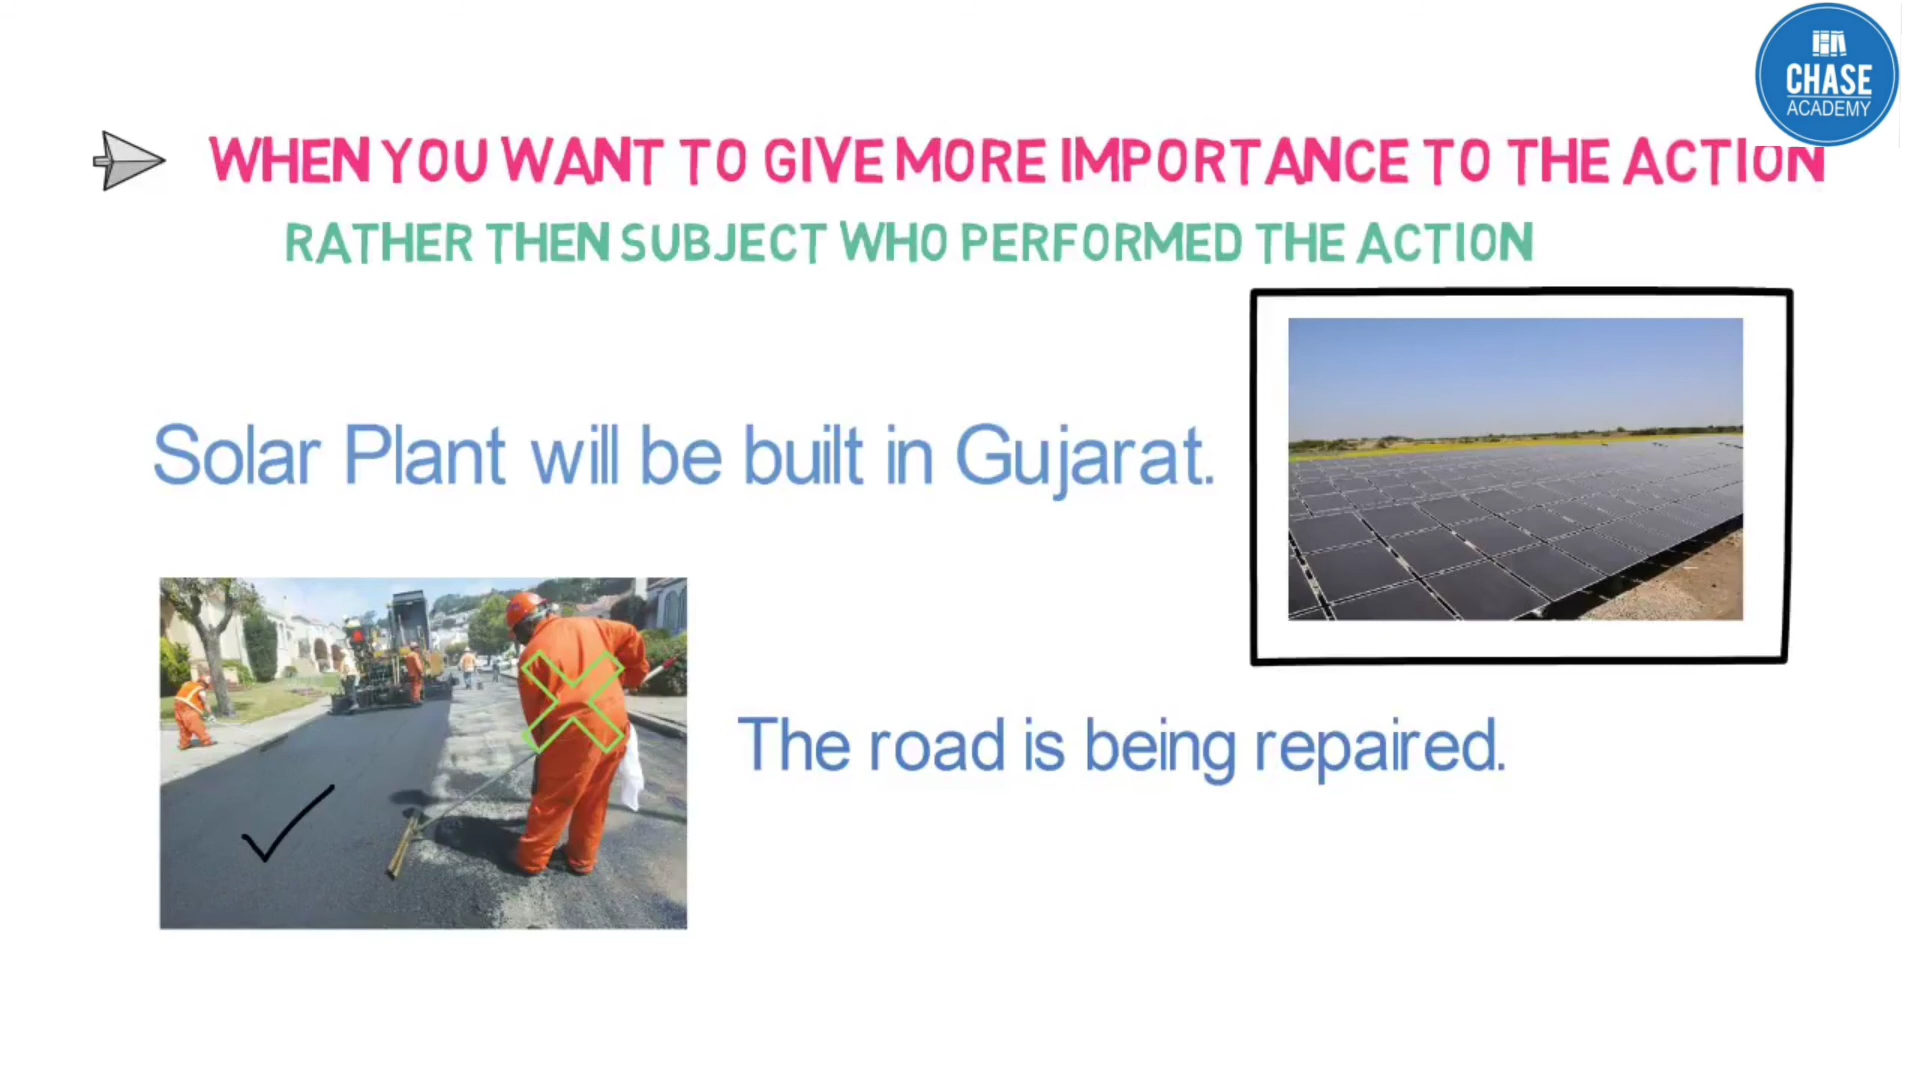 CHASE
ACADEMY
WHEN YOU WANT TO GIVE MORE IMPORTANCE TO THE ACTION
RATHER THEN SUBJECT WHO PERFORMED THE ACTION
Solar Plant will be built in Gujarat.
The road is being repaired.